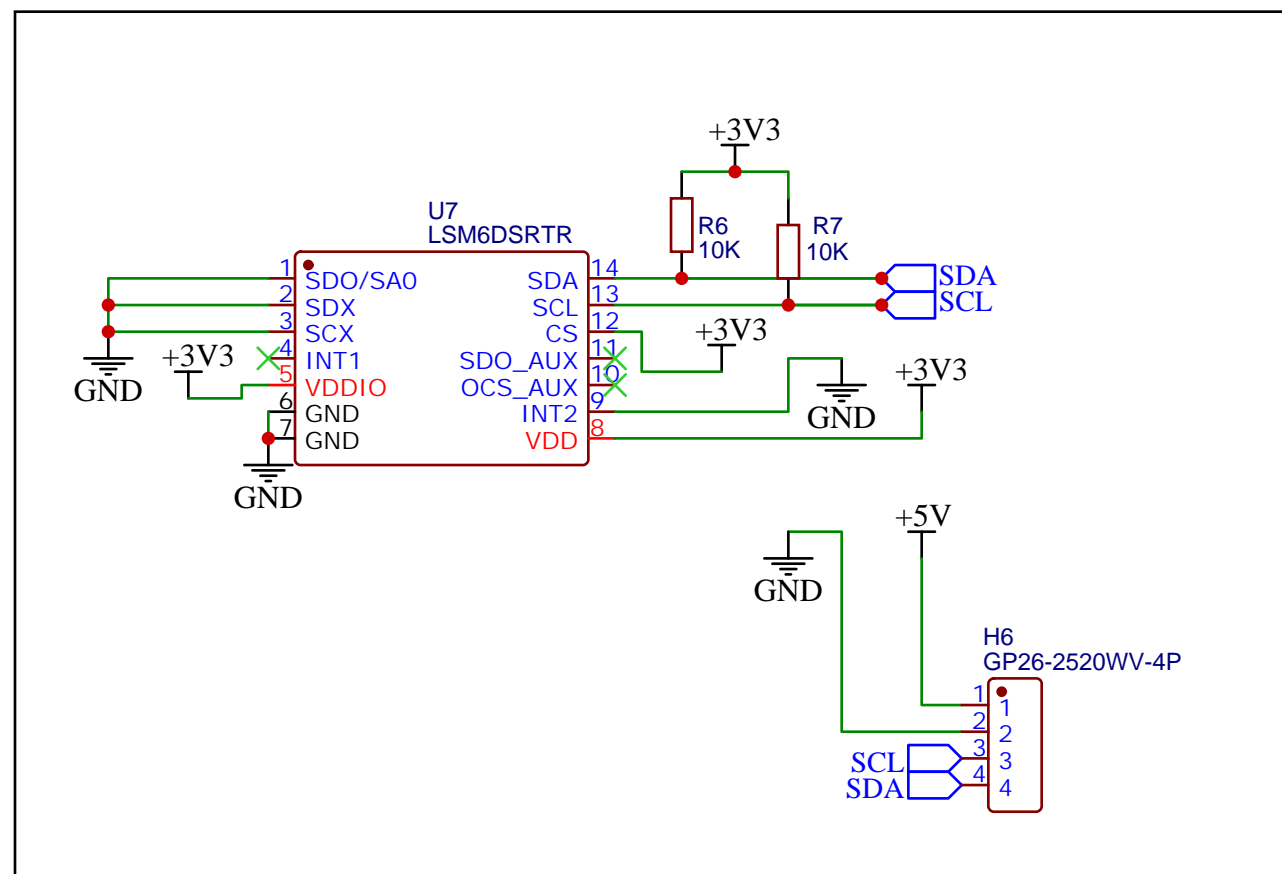 +3V3
U7
LSM6DSRTR
R6
10K
R7
10K
1 SDO/SA0 SDA 14 SDA
2 SDX SCL 13 SCL
3 SCX CS 12 +3V3
+3V3 4 INT1 SDO_AUX 11
5 VDDIO OCS_AUX 10 +3V3
GND 6 GND INT2 9 GND
7 GND VDD 8
GND
+5V
GND
H6
GP26-2520WV-4P
1 1
2 2
SCL 3 3
SDA 4 4